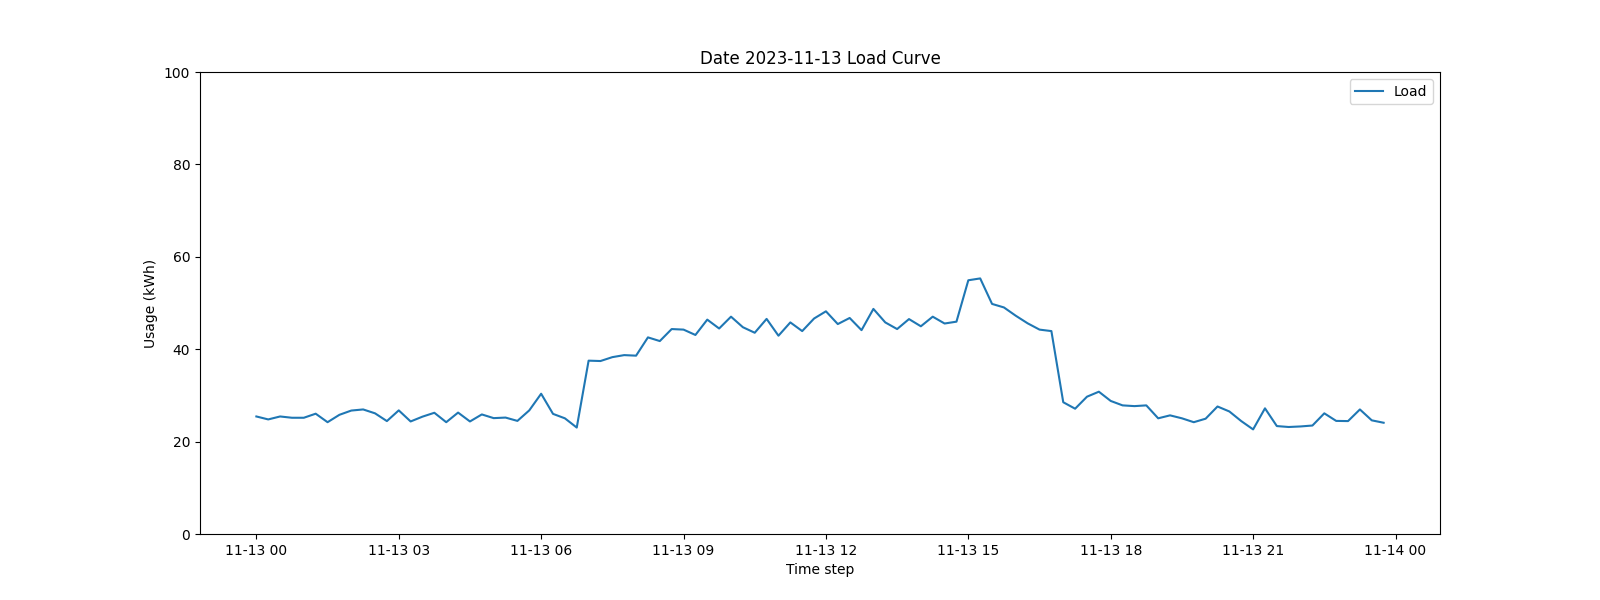 Date 2023-11-13 Load Curve
Load
Usage (kWh)
100
80
60
40
20
0
11-13 00 11-13 03 11-13 06 11-13 09 11-13 12 11-13 15 11-13 18 11-13 21 11-14 00
Time step